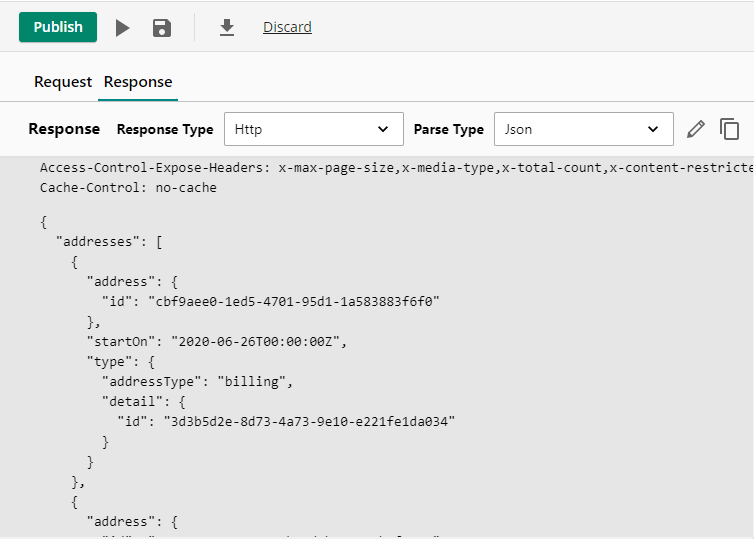 Publish Discard
Request Response
Response Response Type Http Parse Type Json
Access-Control-Expose-Headers: x-max-page-size,x-media-type,x-total-count,x-content-restricte
Cache-Control: no-cache
{
"addresses": [
{
"address": {
"id": "cbf9aee0-1ed5-4701-95d1-1a583883f6f0"
},
"startOn": "2020-06-26T00:00:00Z",
"type": {
"addressType": "billing",
"detail": {
"id": "3d3b5d2e-8d73-4a73-9e10-e221fe1da034"
}
}
},
{
"address": {